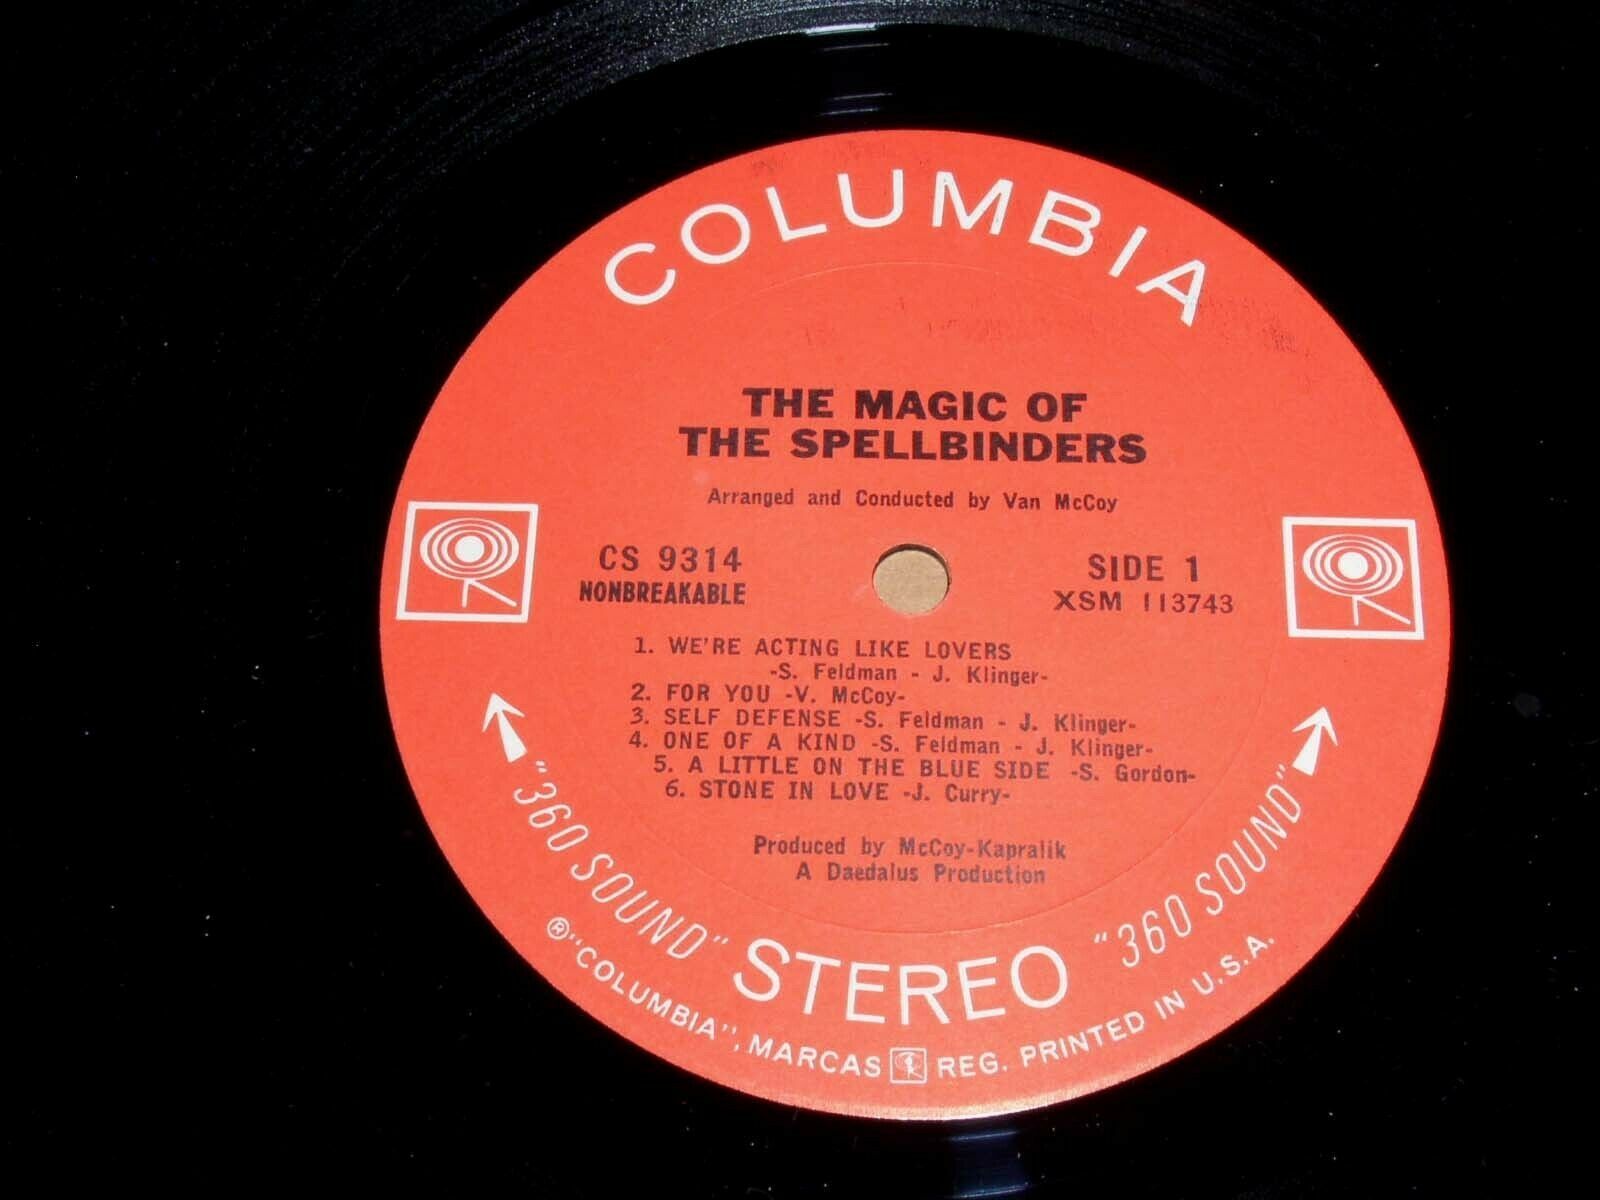 COLUMBIA
THE MAGIC OF
THE SPELLBINDERS
Arranged and Conducted by Van McCoy
CS 9314
NONBREAKABLE
SIDE 1
XSM 113743
1. WE'RE ACTING LIKE LOVERS
-S. Feldman - J. Klinger-
2. FOR YOU -V. McCoy-
3. SELF DEFENSE -S. Feldman - J. Klinger-
4. ONE OF A KIND -S. Feldman - J. Klinger-
5. A LITTLE ON THE BLUE SIDE -S. Gordon-
6. STONE IN LOVE -J. Curry-
Produced by McCoy-Kapralik
A Daedalus Production
"360 SOUND" STEREO "360 SOUND"
®"COLUMBIA", MARCAS REG. PRINTED IN U.S.A.